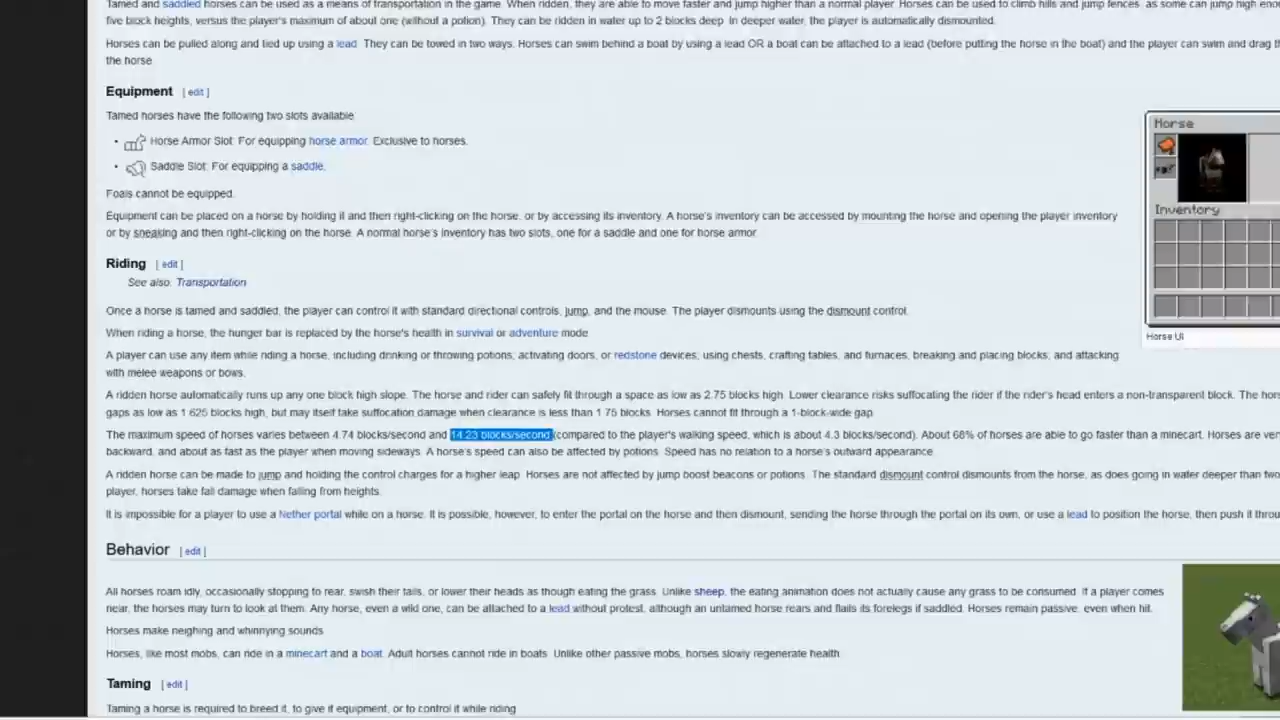 Tamed and saddled horses can be used as a means of transportation in the game. When ridden, they are able to move faster and jump higher than a normal player. Horses can be used to climb hills and jump fences, as some can jump high
five block heights, versus the player's maximum of about one (without a potion). They can be ridden in water up to 2 blocks deep. In deeper water, the player is automatically dismounted.
Horses can be pulled along and tied up using a lead. They can be towed in two ways. Horses can swim behind a boat by using a lead OR a boat can be attached to a lead (before putting the horse in the boat) and the player can swim and drag
the horse.
Equipment [ edit ]
Tamed horses have the following two slots available
• Horse Armor Slot: For equipping horse armor. Exclusive to horses.
• Saddle Slot: For equipping a saddle.
Foals cannot be equipped.
Equipment can be placed on a horse by holding it and then right-clicking on the horse, or by accessing its inventory. A horse's inventory can be accessed by mounting the horse and opening the player inventory
or by sneaking and then right-clicking on the horse. A normal horse's inventory has two slots, one for a saddle and one for horse armor.
Horse
Inventory
Horse UI
Riding [ edit ]
See also: Transportation
Once a horse is tamed and saddled, the player can control it with standard directional controls, jump, and the mouse. The player dismounts using the dismount control.
When riding a horse, the hunger bar is replaced by the horse's health in survival or adventure mode
A player can use any item while riding a horse, including drinking or throwing potions, activating doors, or redstone devices, using chests, crafting tables, and furnaces, breaking and placing blocks, and attacking
with melee weapons or bows.
A ridden horse automatically runs up any one block high slope. The horse and rider can safely fit through a space as low as 2.75 blocks high. Lower clearance risks suffocating the rider if the rider's head enters a non-transparent block. The
gaps as low as 1.625 blocks high, but may itself take suffocation damage when clearance is less than 1.75 blocks. Horses cannot fit through a 1-block-wide gap.
The maximum speed of horses varies between 4.74 blocks/second and 14.23 blocks/second (compared to the player's walking speed, which is about 4.3 blocks/second). About 68% of horses are able to go faster than a minecart. Horses are
backward, and about as fast as the player when moving sideways. A horse's speed can also be affected by potions. Speed has no relation to a horse's outward appearance.
A ridden horse can be made to jump and holding the control charges for a higher leap. Horses are not affected by jump boost beacons or potions. The standard dismount control dismounts from the horse, as does going in water deeper than two
player, horses take fall damage when falling from heights.
It is impossible for a player to use a Nether portal while on a horse. It is possible, however, to enter the portal on the horse and then dismount, sending the horse through the portal on its own, or use a lead to position the horse, then push it
Behavior [ edit ]
All horses roam idly, occasionally stopping to rear, swish their tails, or lower their heads as though eating the grass. Unlike sheep, the eating animation does not actually cause any grass to be consumed. If a player comes
near, the horses may turn to look at them. Any horse, even a wild one, can be attached to a lead without protest, although an untamed horse rears and flails its forelegs if saddled. Horses remain passive, even when hit.
Horses make neighing and whinnying sounds
Horses, like most mobs, can ride in a minecart and a boat. Adult horses cannot ride in boats. Unlike other passive mobs, horses slowly regenerate health.
Taming [ edit ]
Taming a horse is required to breed it, to give it equipment, or to control it while riding